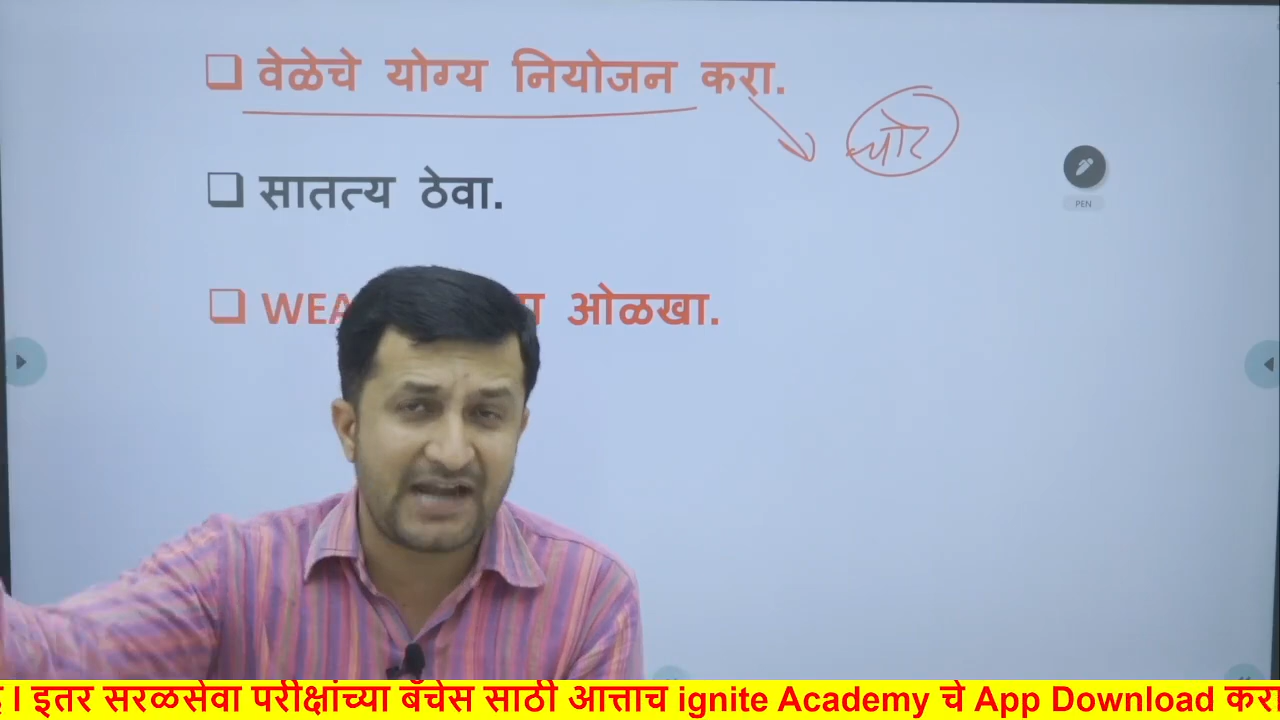 वेळेचे योग्य नियोजन करा.
चोर
सातत्य ठेवा.
PEN
ओळखा.
। इतर सरळसेवा परीक्षांच्या बॅचेस साठी आत्ताच ignite Academy चे App Download करा